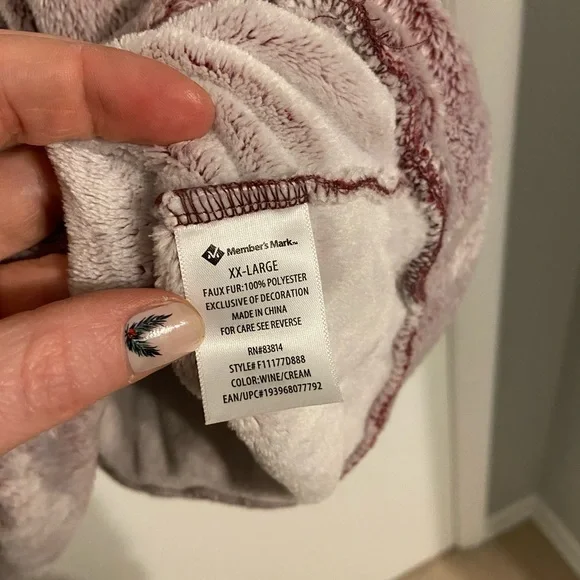 Member's Mark™
XX-LARGE
FAUX FUR:100% POLYESTER
EXCLUSIVE OF DECORATION
MADE IN CHINA
FOR CARE SEE REVERSE
RN#83814
STYLE# F11177D888
COLOR:WINE/CREAM
EAN/UPC#193968077792